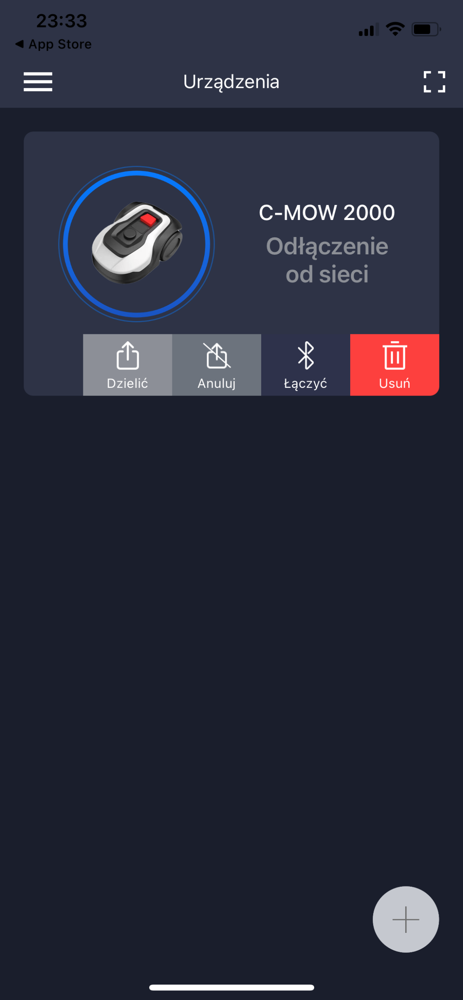 23:33
◀ App Store
Urządzenia
C-MOW 2000
Odłączenie
od sieci
Dzielić
Anuluj
Łączyć
Usuń